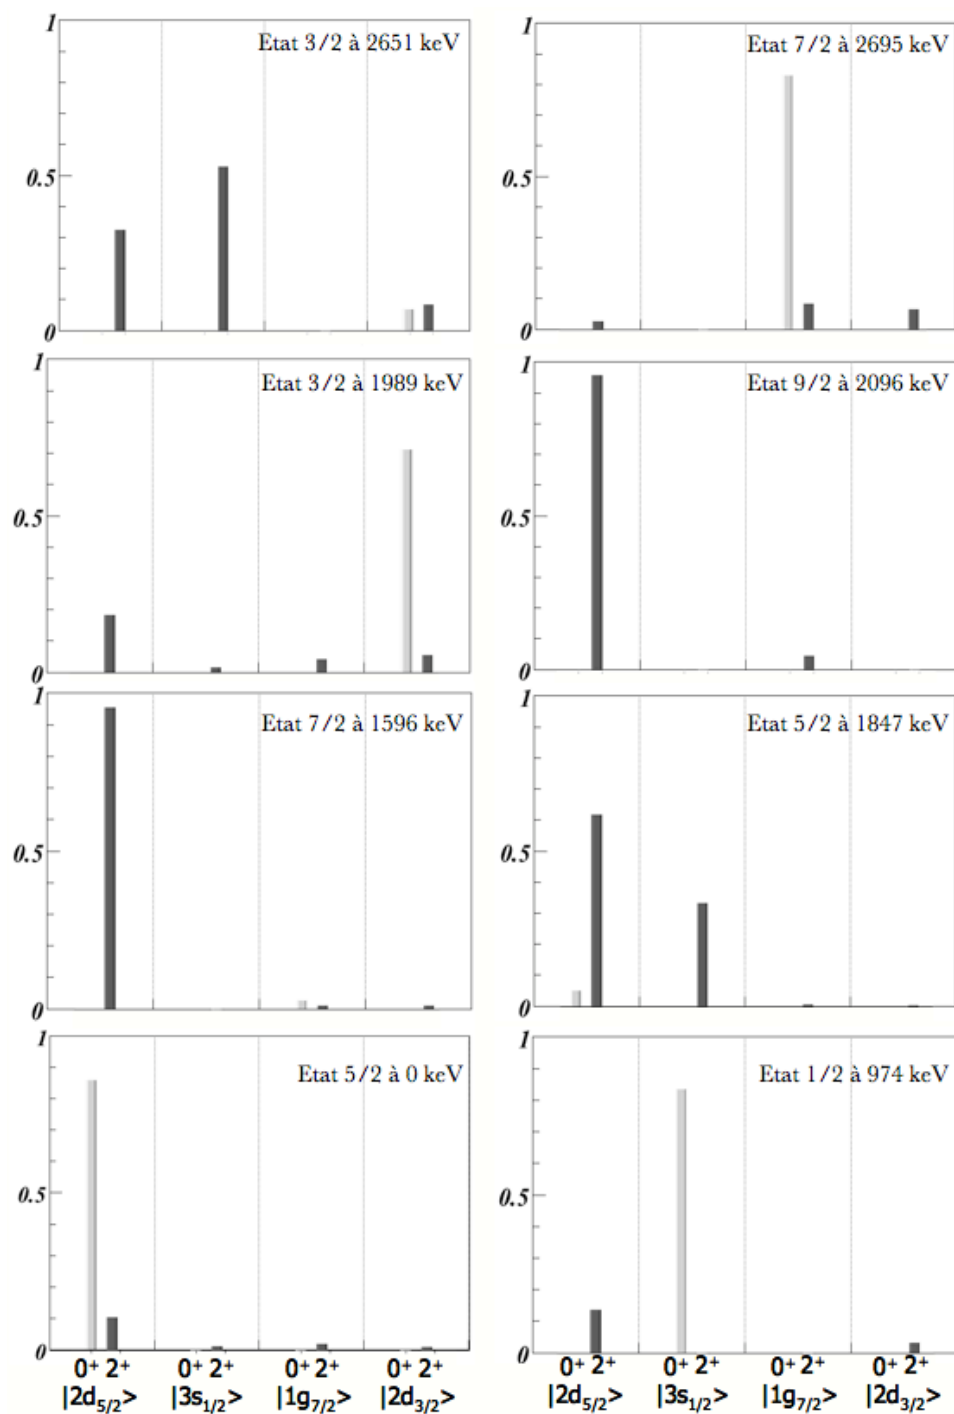 Etat 3/2 à 2651 keV
1
0.5
0
Etat 7/2 à 2695 keV
1
0.5
0
Etat 3/2 à 1989 keV
1
0.5
0
Etat 9/2 à 2096 keV
1
0.5
0
Etat 7/2 à 1596 keV
1
0.5
0
Etat 5/2 à 1847 keV
1
0.5
0
Etat 5/2 à 0 keV
1
0.5
0
Etat 1/2 à 974 keV
1
0.5
0
0+ 2+ 0+ 2+ 0+ 2+ 0+ 2+
|2d5/2> |3s1/2> |1g7/2> |2d3/2>
0+ 2+ 0+ 2+ 0+ 2+ 0+ 2+
|2d5/2> |3s1/2> |1g7/2> |2d3/2>